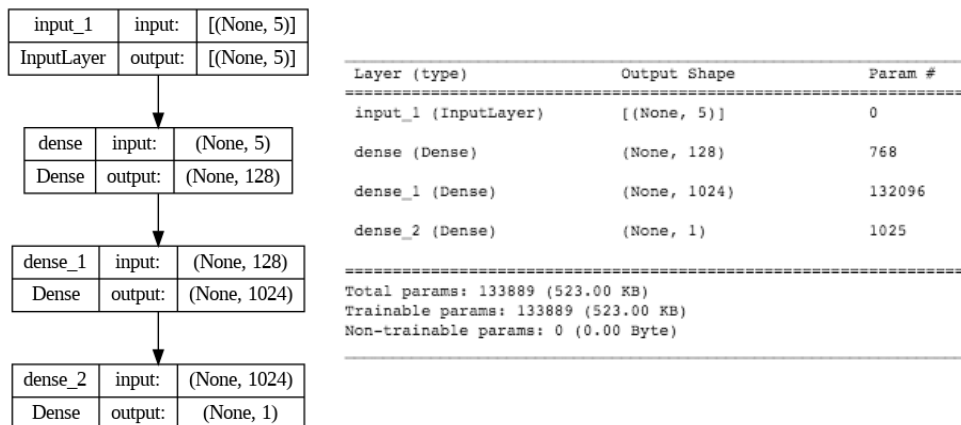 input_1 input: [(None, 5)]
InputLayer output: [(None, 5)]
dense input: (None, 5)
Dense output: (None, 128)
dense_1 input: (None, 128)
Dense output: (None, 1024)
dense_2 input: (None, 1024)
Dense output: (None, 1)
Layer (type) Output Shape Param #
input_1 (InputLayer) [(None, 5)] 0
dense (Dense) (None, 128) 768
dense_1 (Dense) (None, 1024) 132096
dense_2 (Dense) (None, 1) 1025
Total params: 133889 (523.00 KB)
Trainable params: 133889 (523.00 KB)
Non-trainable params: 0 (0.00 Byte)